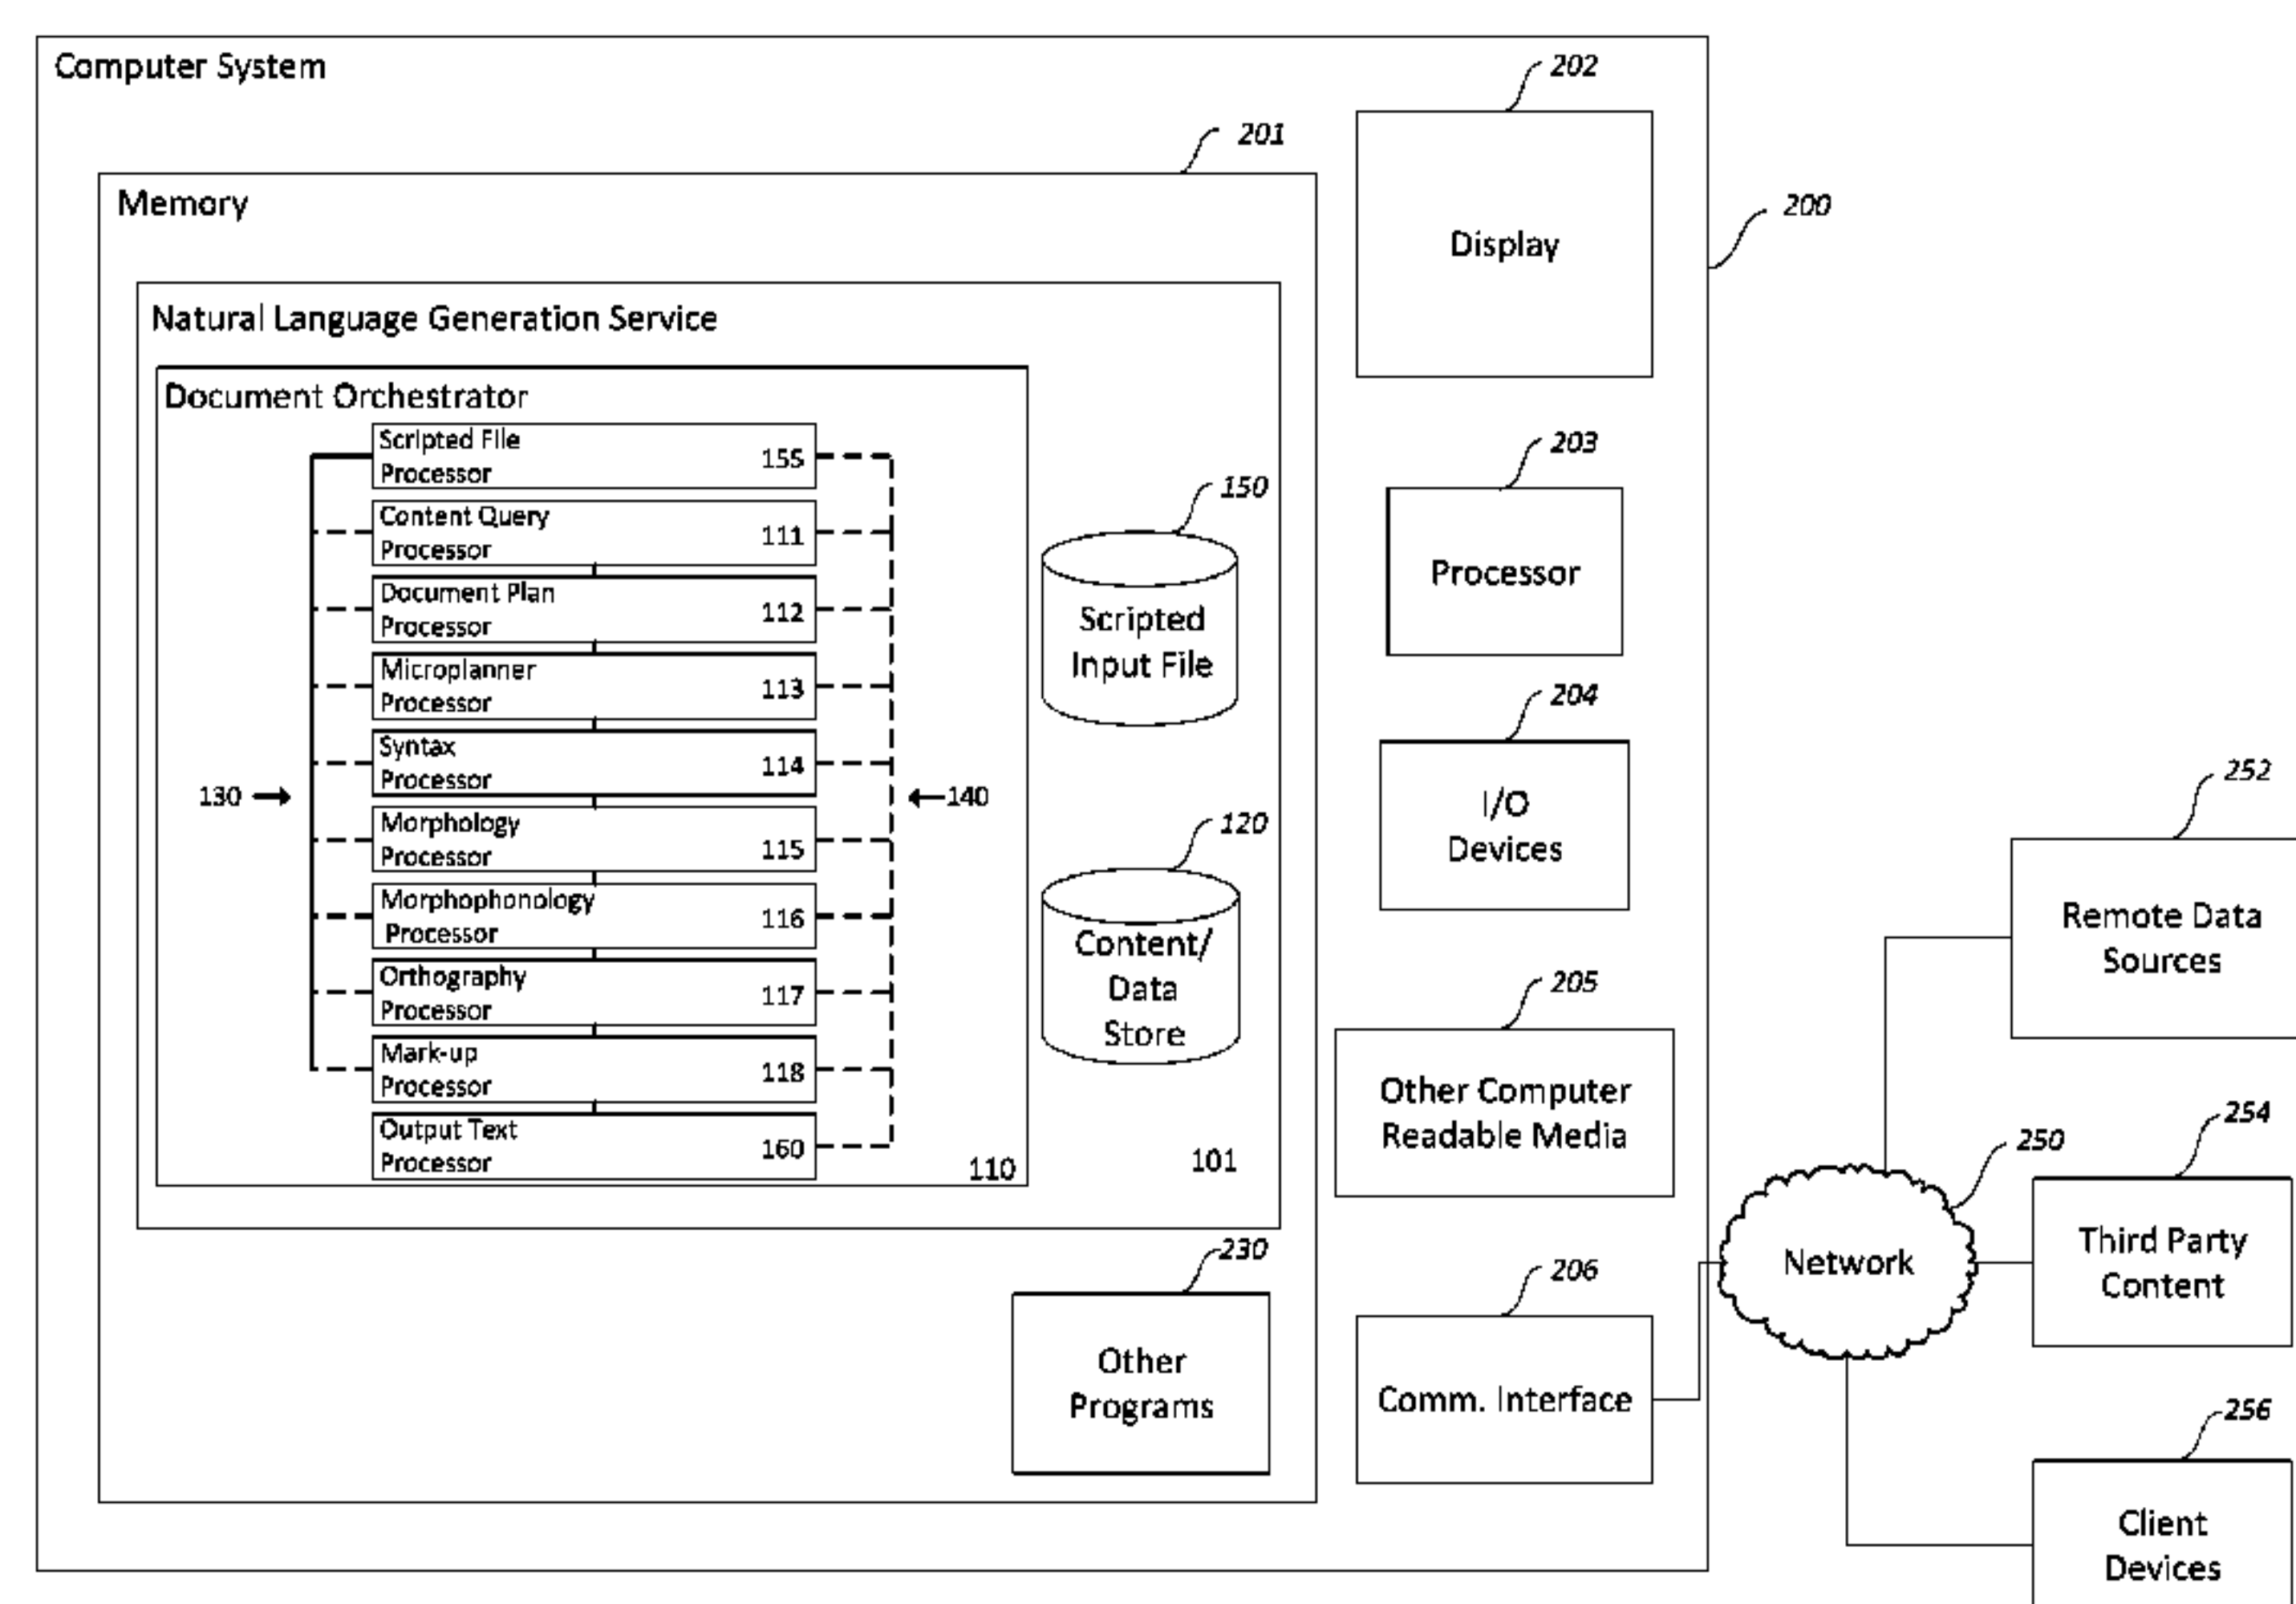 Computer System
202
201
Memory
Display
200
Natural Language Generation Service
Document Orchestrator
Scripted File
Processor
155
203
Content Query
Processor
111
150
Document Plan
Processor
112
Processor
Scripted
Input File
Microplanner
Processor
113
204
Syntax
Processor
114
130
140
I/O
Devices
252
Morphology
Processor
115
120
Morphophonology
Processor
116
Content/
Data
Store
Remote Data
Sources
Orthography
Processor
117
205
Mark-up
Processor
118
Other Computer
Readable Media
Output Text
Processor
160
110
101
254
250
230
206
Network
Third Party
Content
Other
Programs
Comm. Interface
256
Client
Devices